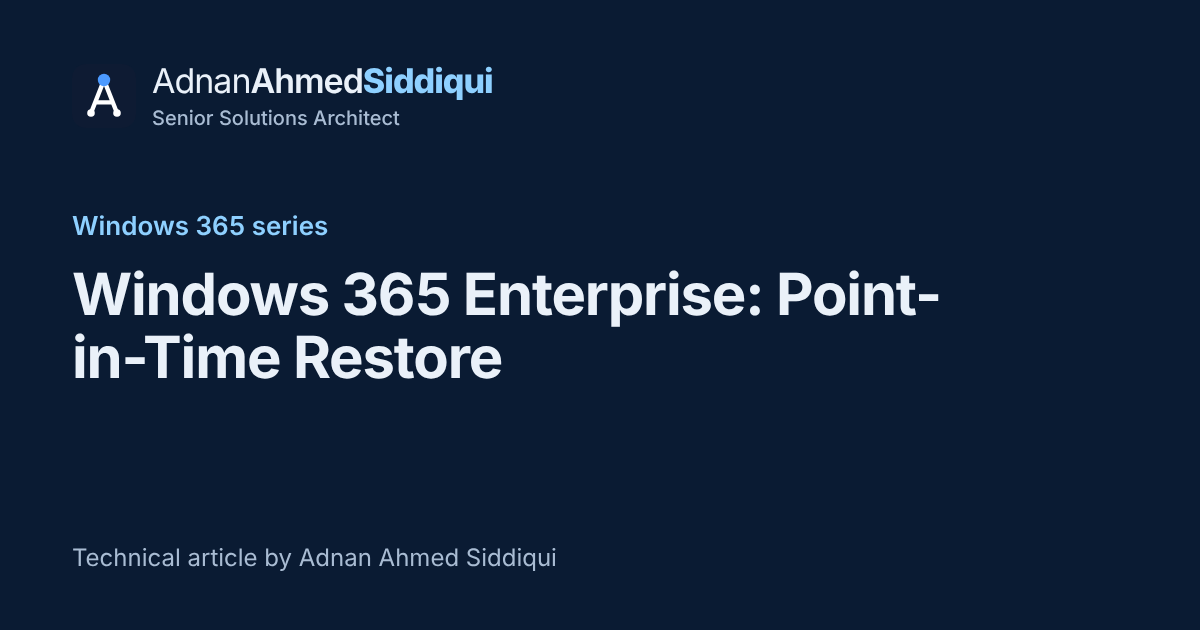 AdnanAhmedSiddiqui
Senior Solutions Architect
Windows 365 series
Windows 365 Enterprise: Point-
in-Time Restore
Technical article by Adnan Ahmed Siddiqui